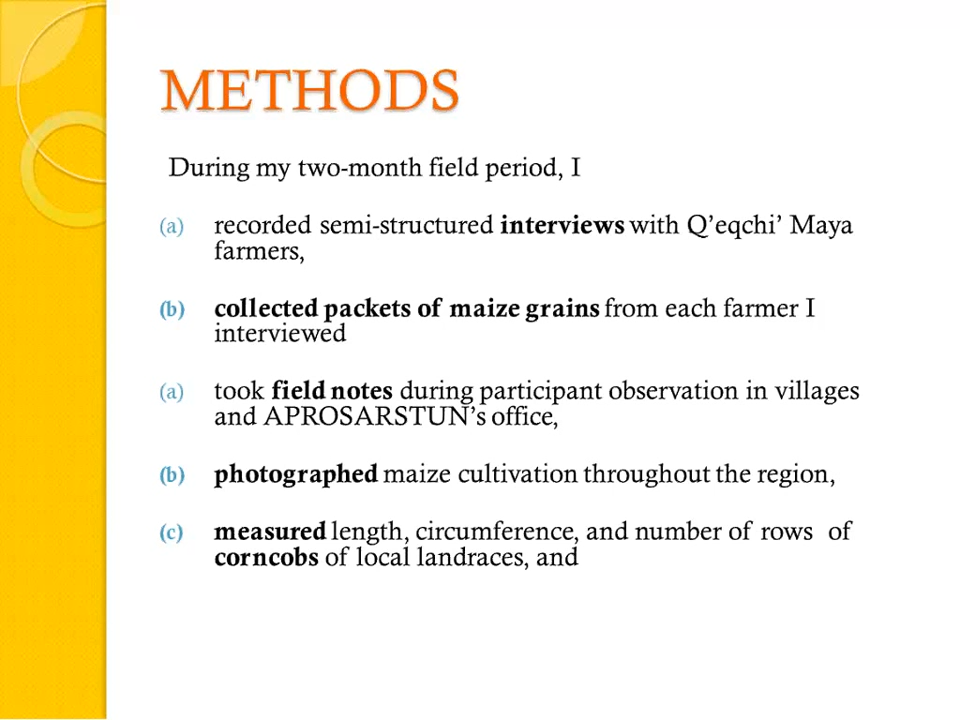 METHODS
During my two-month field period, I
(a) recorded semi-structured interviews with Q’eqchi’ Maya
farmers,
(b) collected packets of maize grains from each farmer I
interviewed
(a) took field notes during participant observation in villages
and APROSARSTUN’s office,
(b) photographed maize cultivation throughout the region,
(c) measured length, circumference, and number of rows of
corncobs of local landraces, and